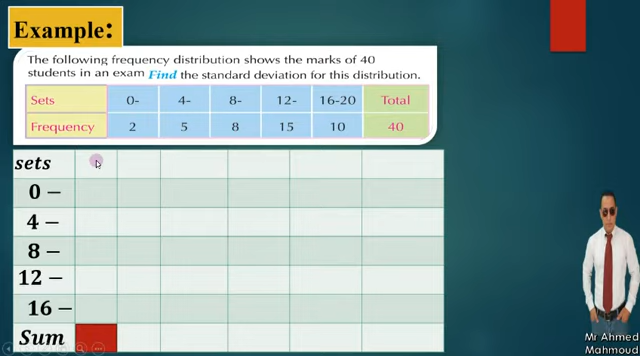 Example:
The following frequency distribution shows the marks of 40
students in an exam Find the standard deviation for this distribution.
Sets 0- 4- 8- 12- 16-20 Total
Frequency 2 5 8 15 10 40
sets
0 −
4 −
8 −
12 −
16 −
Sum
Mr Ahmed
Mahmoud